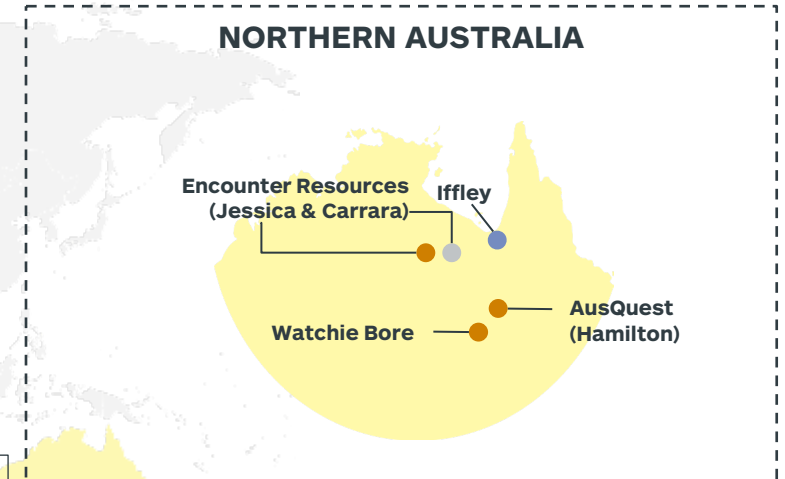 NORTHERN AUSTRALIA
Encounter Resources
(Jessica & Carrara)
Iffley
AusQuest
(Hamilton)
Watchie Bore